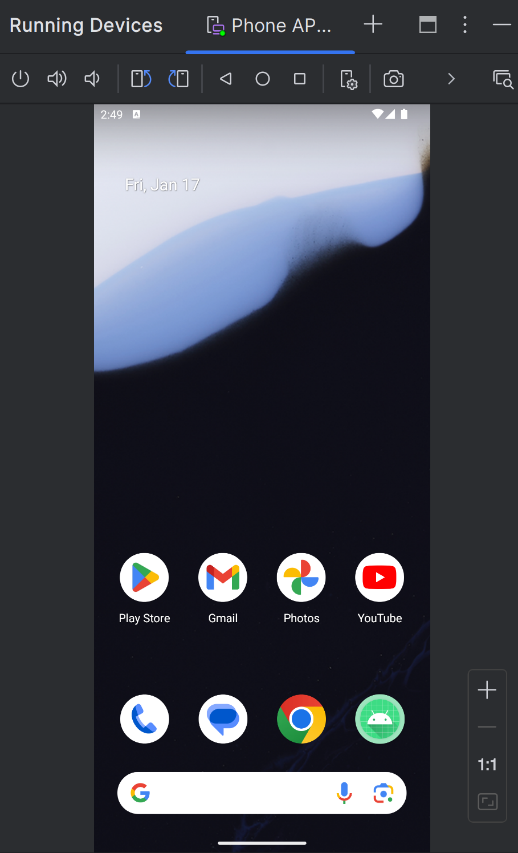 Running Devices
Phone AP...
2:49
Fri, Jan 17
Play Store
Gmail
Photos
YouTube
1:1